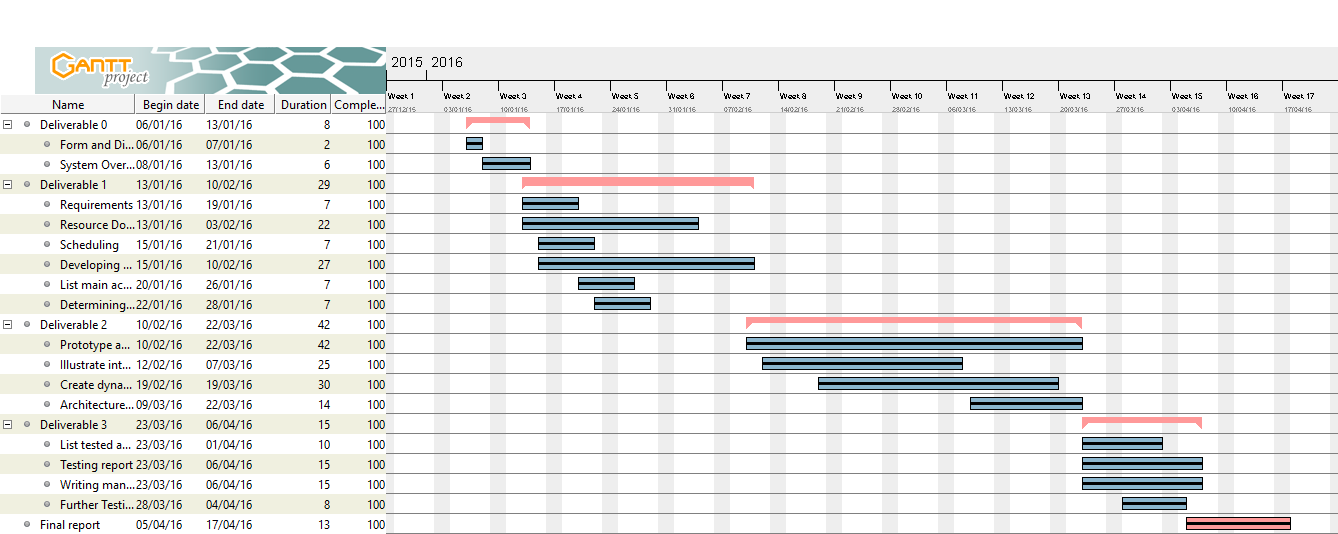 GANTT
project
2015 2016
Week 1 Week 2 Week 3 Week 4 Week 5 Week 6 Week 7 Week 8 Week 9 Week 10 Week 11 Week 12 Week 13 Week 14 Week 15 Week 16 Week 17
Name Begin date End date Duration Comple...
27/12/15 03/01/16 10/01/16 17/01/16 24/01/16 31/01/16 07/02/16 14/02/16 21/02/16 28/02/16 06/03/16 13/03/16 20/03/16 27/03/16 03/04/16 10/04/16 17/04/16
Deliverable 0 06/01/16 13/01/16 8 100
Form and Di... 06/01/16 07/01/16 2 100
System Over... 08/01/16 13/01/16 6 100
Deliverable 1 13/01/16 10/02/16 29 100
Requirements 13/01/16 19/01/16 7 100
Resource Do... 13/01/16 03/02/16 22 100
Scheduling 15/01/16 21/01/16 7 100
Developing ... 15/01/16 10/02/16 27 100
List main ac... 20/01/16 26/01/16 7 100
Determining... 22/01/16 28/01/16 7 100
Deliverable 2 10/02/16 22/03/16 42 100
Prototype a... 10/02/16 22/03/16 42 100
Illustrate int... 12/02/16 07/03/16 25 100
Create dyna... 19/02/16 19/03/16 30 100
Architecture... 09/03/16 22/03/16 14 100
Deliverable 3 23/03/16 06/04/16 15 100
List tested a... 23/03/16 01/04/16 10 100
Testing report 23/03/16 06/04/16 15 100
Writing man... 23/03/16 06/04/16 15 100
Further Testi... 28/03/16 04/04/16 8 100
Final report 05/04/16 17/04/16 13 100